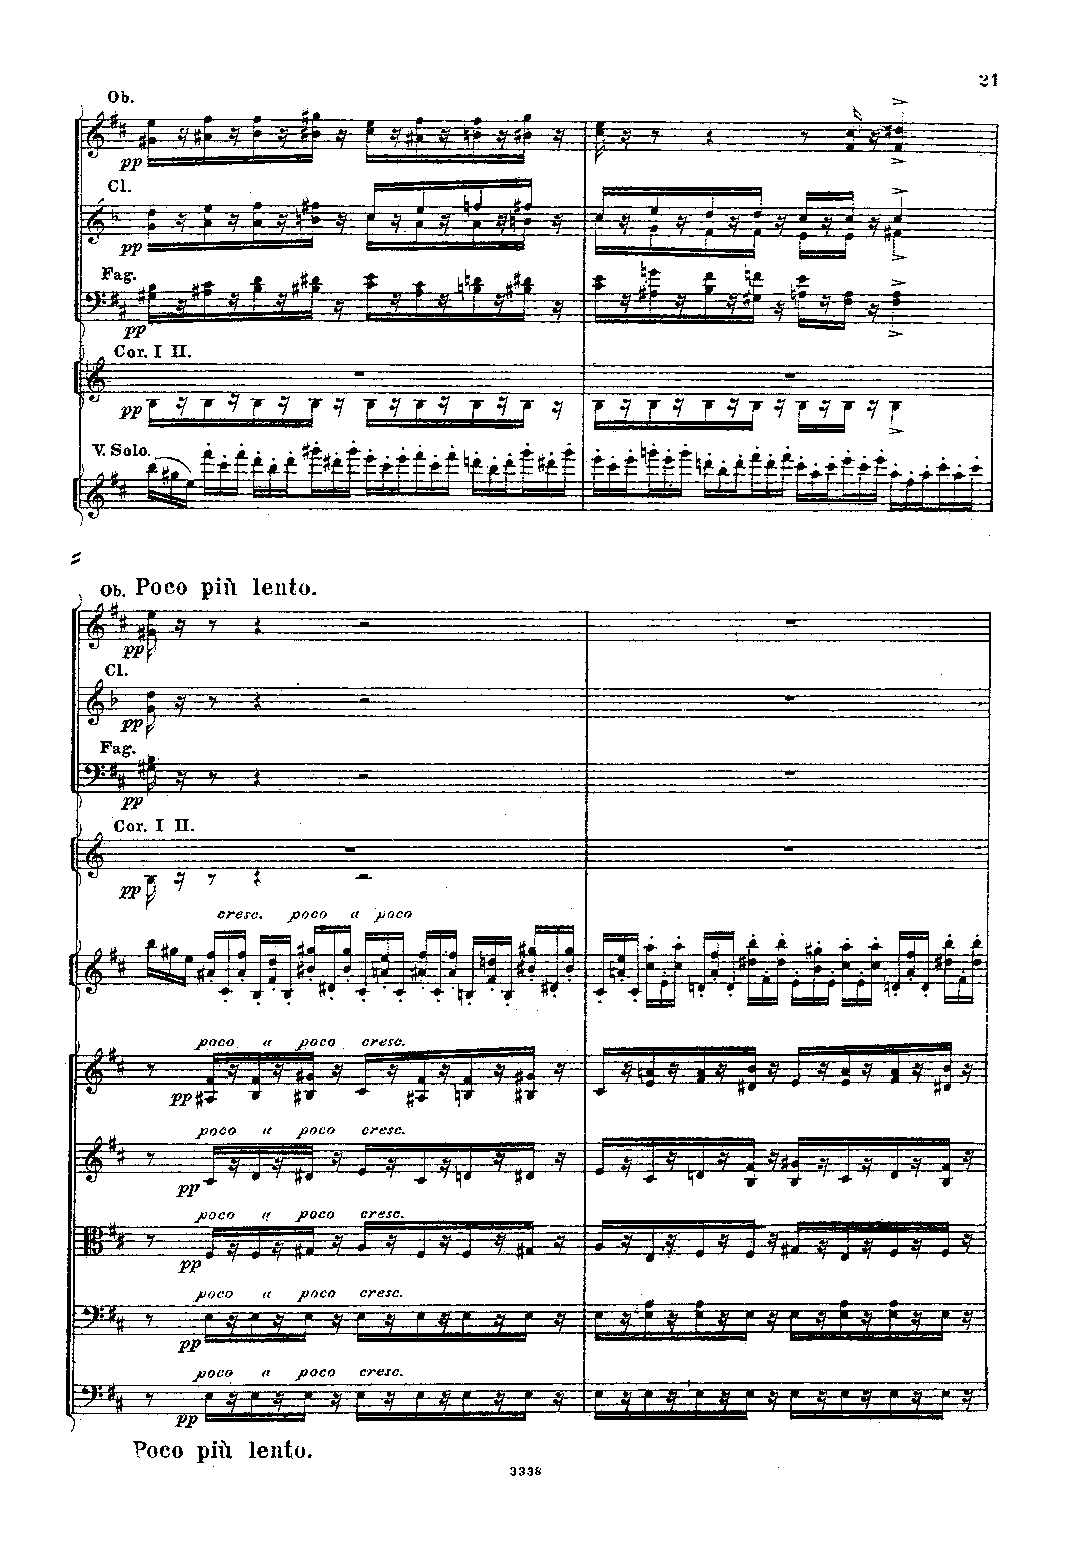 21
Ob.
pp
Cl.
pp
Fag.
pp
Cor. I II.
pp
V. Solo.
Ob. Poco più lento.
pp
Cl.
pp
Fag.
pp
Cor. I II.
pp
cresc. poco a poco
poco a poco cresc.
pp
poco a poco cresc.
pp
poco a poco cresc.
pp
poco a poco cresc.
pp
poco a poco cresc.
pp
Poco più lento.
3338